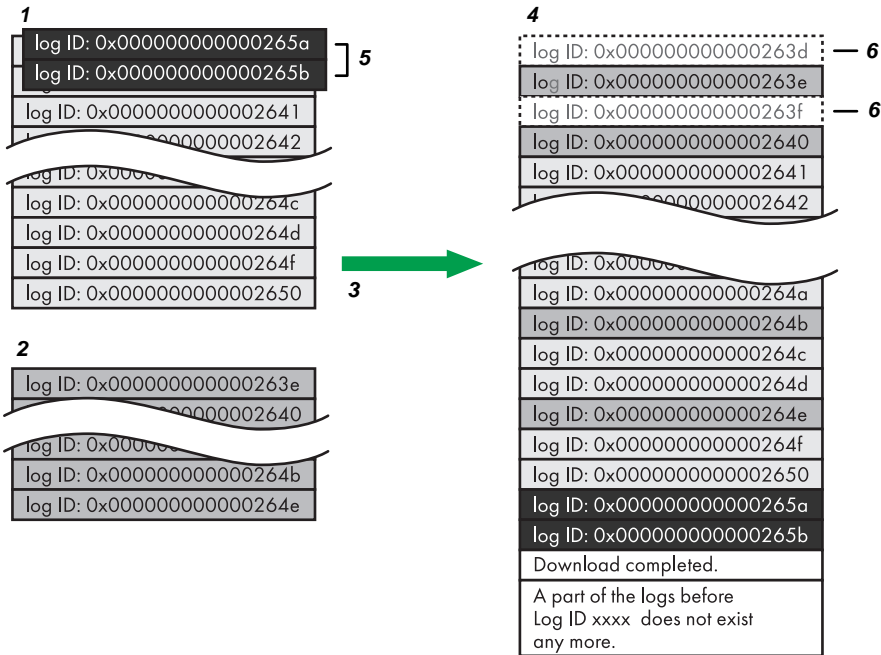 1
log ID: 0x000000000000265a
log ID: 0x000000000000265b
5
log ID: 0x0000000000002641
2642
log ID: 0x000000000000264c
log ID: 0x000000000000264d
log ID: 0x000000000000264f
log ID: 0x0000000000002650
2
log ID: 0x000000000000263e
2640
log ID:
log ID: 0x000000000000264b
log ID: 0x000000000000264e
3
4
log ID: 0x000000000000263d
6
log ID: 0x000000000000263e
log ID: 0x000000000000263f
6
log ID: 0x0000000000002640
log ID: 0x0000000000002641
2642
log ID:
log ID: 0x000000000000264a
log ID: 0x000000000000264b
log ID: 0x000000000000264c
log ID: 0x000000000000264d
log ID: 0x000000000000264e
log ID: 0x000000000000264f
log ID: 0x0000000000002650
log ID: 0x000000000000265a
log ID: 0x000000000000265b
Download completed.
A part of the logs before
Log ID xxxx does not exist
any more.